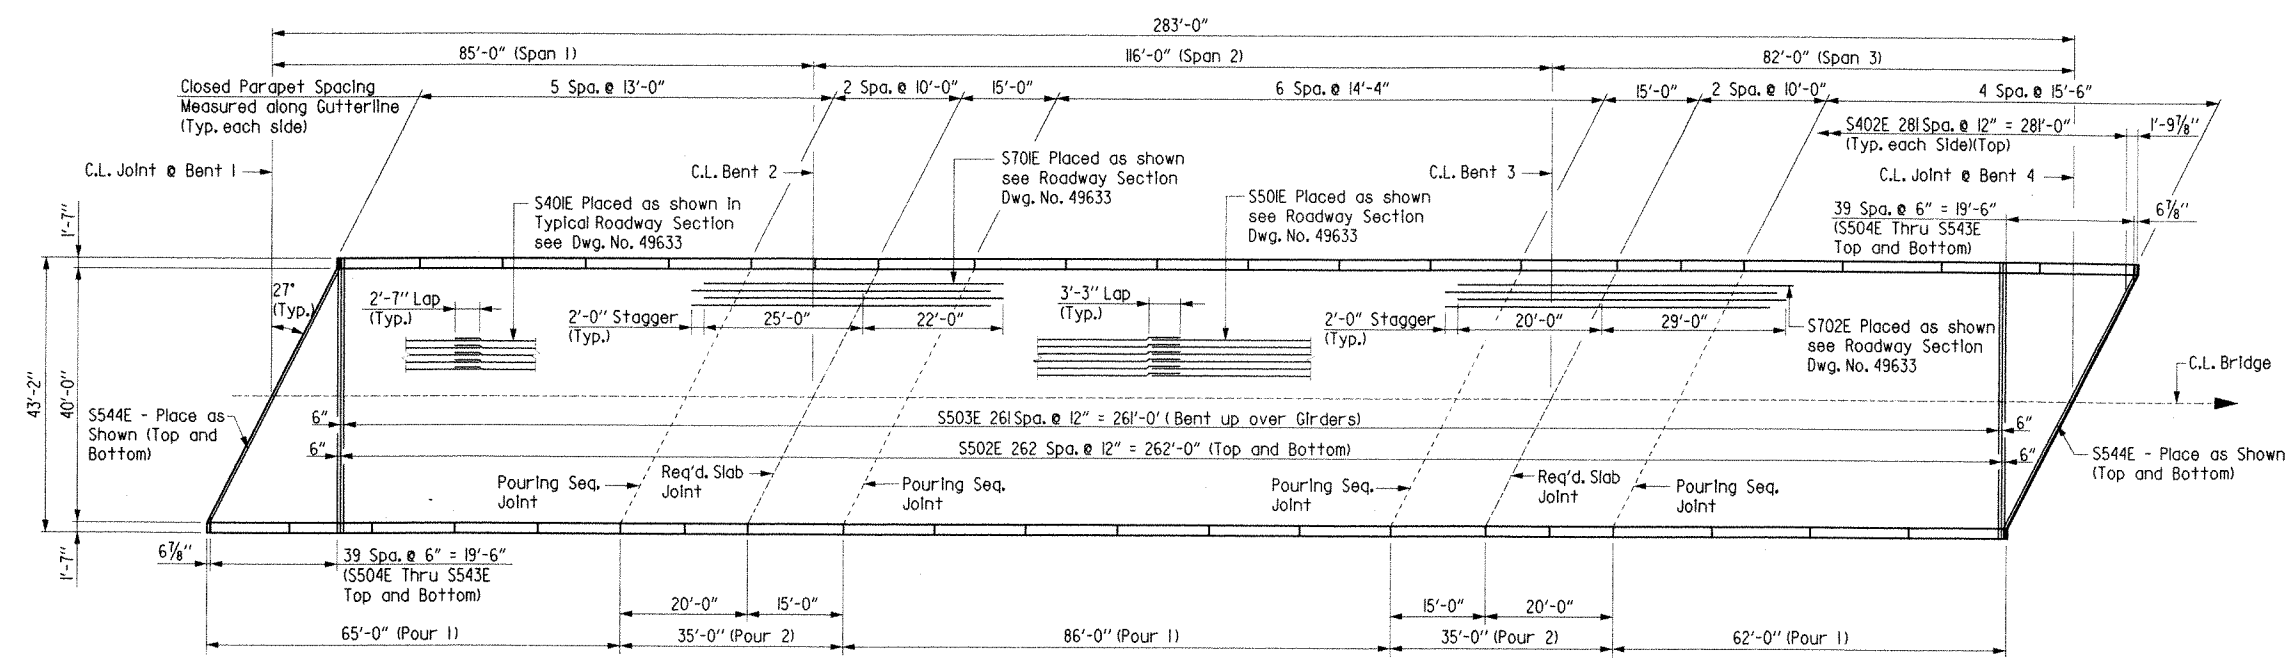 283'-0"
85'-0" (Span 1)
116'-0" (Span 2)
82'-0" (Span 3)
Closed Parapet Spacing
Measured along Gutterline
(Typ. each side)
5 Spa. @ 13'-0"
2 Spa. @ 10'-0"
15'-0"
6 Spa. @ 14'-4"
15'-0"
2 Spa. @ 10'-0"
4 Spa. @ 15'-6"
S402E 281 Spa. @ 12" = 281'-0"
(Typ. each Side)(Top)
1'-9⅞"
C.L. Joint @ Bent 1
C.L. Bent 2
S701E Placed as shown
see Roadway Section
Dwg. No. 49633
C.L. Bent 3
C.L. Joint @ Bent 4
S401E Placed as shown in
Typical Roadway Section
see Dwg. No. 49633
S501E Placed as shown
see Roadway Section
Dwg. No. 49633
39 Spa. @ 6" = 19'-6"
(S504E Thru S543E
Top and Bottom)
6⅞"
1'-7"
27°
(Typ.)
2'-7" Lap
(Typ.)
2'-0" Stagger
(Typ.)
25'-0"
22'-0"
3'-3" Lap
(Typ.)
2'-0" Stagger
(Typ.)
20'-0"
29'-0"
S702E Placed as shown
see Roadway Section
Dwg. No. 49633
C.L. Bridge
43'-2"
40'-0"
S544E - Place as
Shown (Top and
Bottom)
6"
S503E 261 Spa. @ 12" = 261'-0' (Bent up over Girders)
6"
6"
S502E 262 Spa. @ 12" = 262'-0" (Top and Bottom)
6"
S544E - Place as Shown
(Top and Bottom)
Pouring Seq.
Joint
Req'd. Slab
Joint
Pouring Seq.
Joint
Pouring Seq.
Joint
Req'd. Slab
Joint
Pouring Seq.
Joint
1'-7"
6⅞"
39 Spa. @ 6" = 19'-6"
(S504E Thru S543E
Top and Bottom)
20'-0"
15'-0"
15'-0"
20'-0"
65'-0" (Pour 1)
35'-0" (Pour 2)
86'-0" (Pour 1)
35'-0" (Pour 2)
62'-0" (Pour 1)